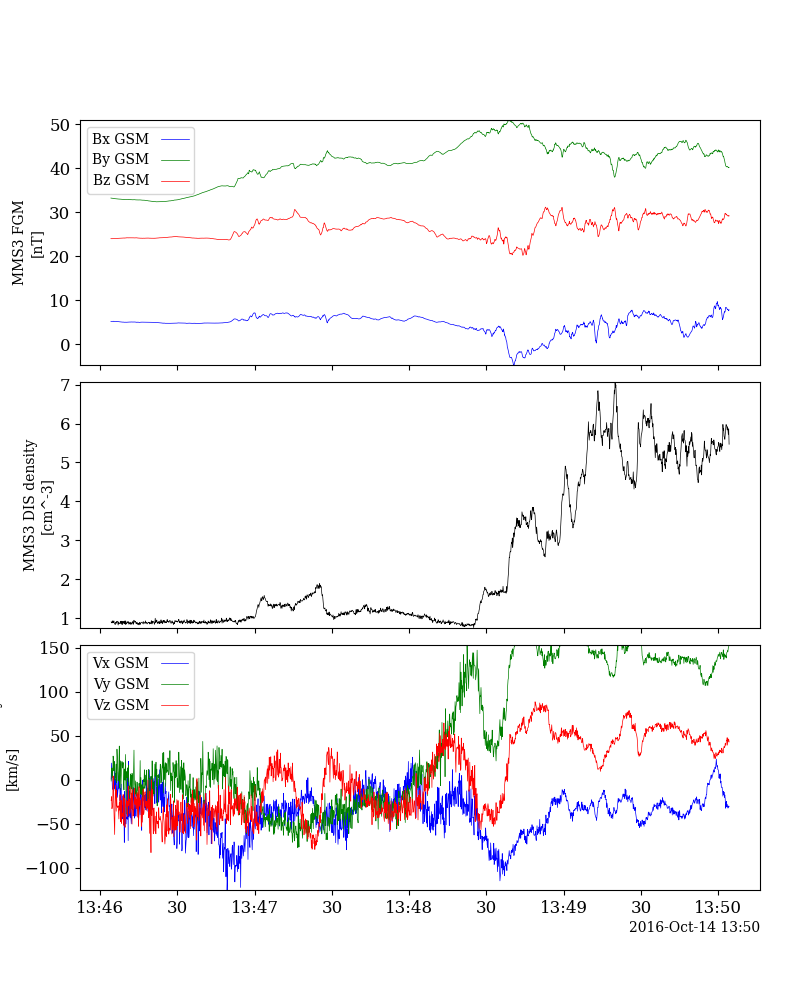 50
40
30
20
10
0
MMS3 FGM
[nT]
Bx GSM
By GSM
Bz GSM
7
6
5
4
3
2
1
MMS3 DIS density
[cm^-3]
150
100
50
0
−50
−100
[km/s]
Vx GSM
Vy GSM
Vz GSM
13:46 30 13:47 30 13:48 30 13:49 30 13:50
2016-Oct-14 13:50